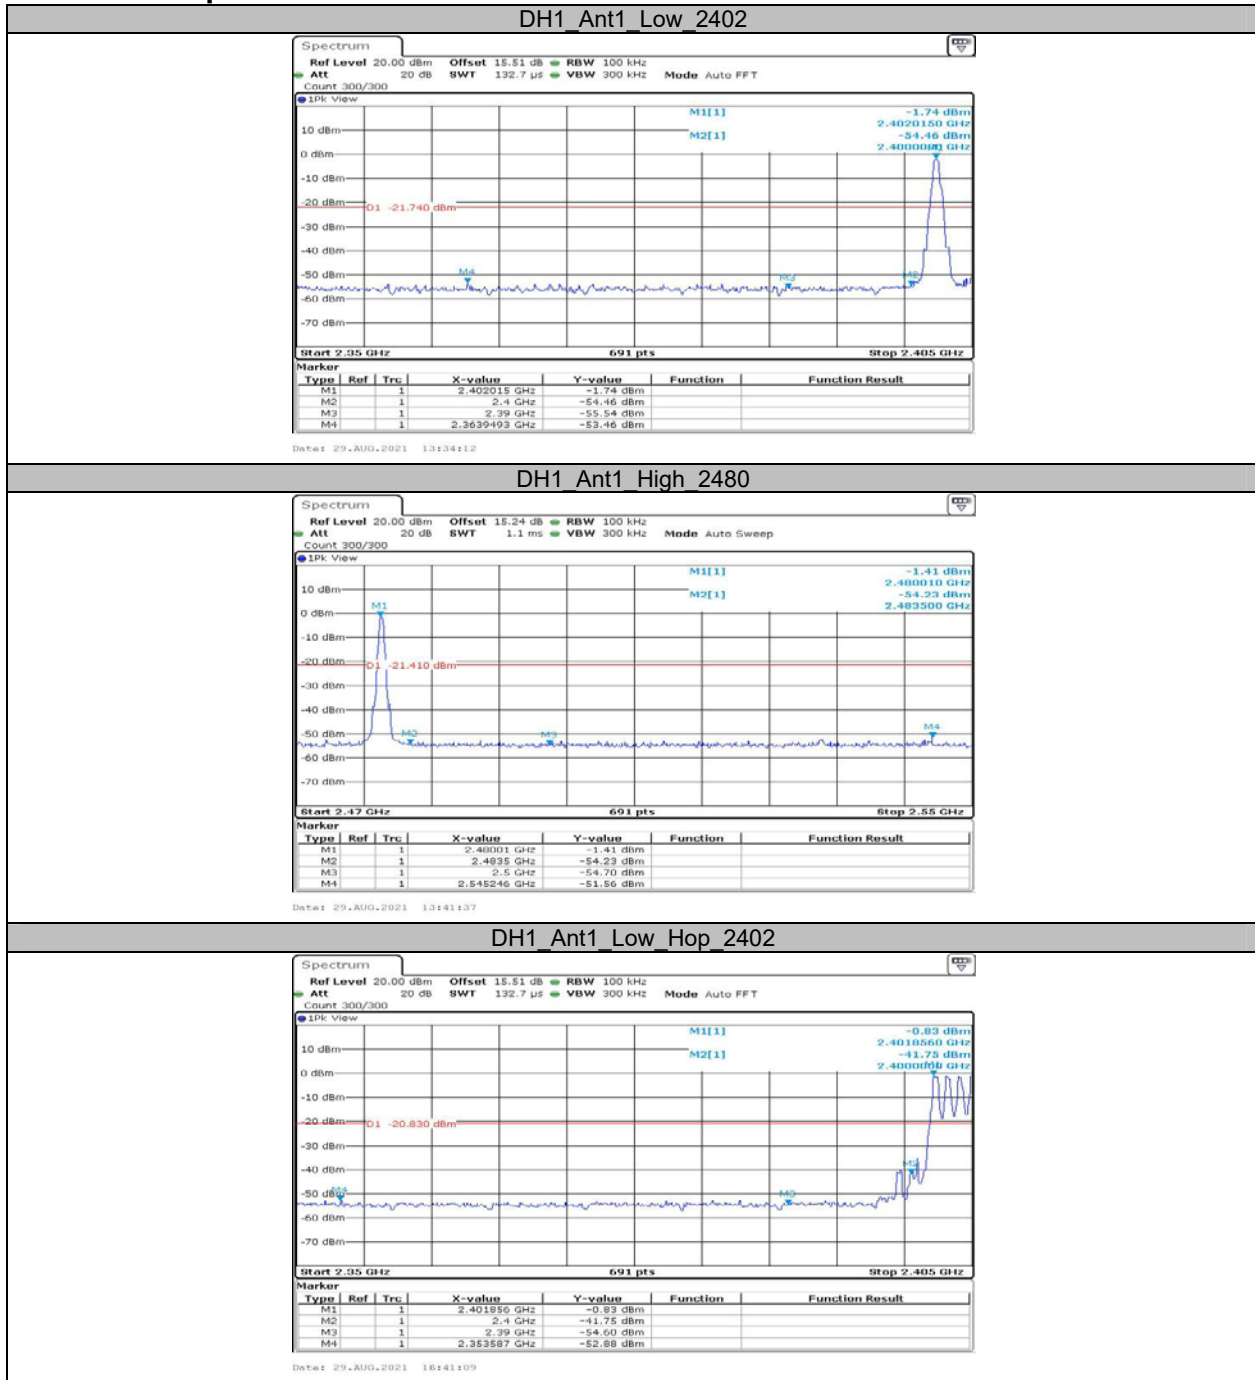 DH1_Ant1_Low_2402
Spectrum
Ref Level 20.00 dBm Offset 15.51 dB RBW 100 kHz
Att 20 dB SWT 132.7 µs VBW 300 kHz Mode Auto FFT
Count 300/300
1Pk View
M1[1] -1.74 dBm
2.4020150 GHz
10 dBm
M2[1] -54.46 dBm
0 dBm
-10 dBm
-20 dBm
D1 -21.740 dBm
-30 dBm
-40 dBm
-50 dBm
M4 M3 M2
-60 dBm
-70 dBm
Start 2.35 GHz 691 pts Stop 2.405 GHz
Marker
Type Ref Trc X-value Y-value Function Function Result
M1 1 2.402015 GHz -1.74 dBm
M2 1 2.4 GHz -54.46 dBm
M3 1 2.39 GHz -55.54 dBm
M4 1 2.3639493 GHz -53.46 dBm
Date: 29.AUG.2021 13:34:12
DH1_Ant1_High_2480
Spectrum
Ref Level 20.00 dBm Offset 15.24 dB RBW 100 kHz
Att 20 dB SWT 1.1 ms VBW 300 kHz Mode Auto Sweep
Count 300/300
1Pk View
M1[1] -1.41 dBm
2.480010 GHz
10 dBm
M2[1] -54.23 dBm
2.483500 GHz
M1
0 dBm
-10 dBm
-20 dBm
D1 -21.410 dBm
-30 dBm
-40 dBm
-50 dBm
M2 M3 M4
-60 dBm
-70 dBm
Start 2.47 GHz 691 pts Stop 2.55 GHz
Marker
Type Ref Trc X-value Y-value Function Function Result
M1 1 2.48001 GHz -1.41 dBm
M2 1 2.4835 GHz -54.23 dBm
M3 1 2.5 GHz -54.70 dBm
M4 1 2.545246 GHz -51.56 dBm
Date: 29.AUG.2021 13:41:37
DH1_Ant1_Low_Hop_2402
Spectrum
Ref Level 20.00 dBm Offset 15.51 dB RBW 100 kHz
Att 20 dB SWT 132.7 µs VBW 300 kHz Mode Auto FFT
Count 300/300
1Pk View
M1[1] -0.83 dBm
2.4018560 GHz
10 dBm
M2[1] -41.75 dBm
0 dBm
-10 dBm
-20 dBm
D1 -20.830 dBm
-30 dBm
-40 dBm
M2
-50 dBm
M4 M3
-60 dBm
-70 dBm
Start 2.35 GHz 691 pts Stop 2.405 GHz
Marker
Type Ref Trc X-value Y-value Function Function Result
M1 1 2.401856 GHz -0.83 dBm
M2 1 2.4 GHz -41.75 dBm
M3 1 2.39 GHz -54.60 dBm
M4 1 2.353587 GHz -52.88 dBm
Date: 29.AUG.2021 16:41:09